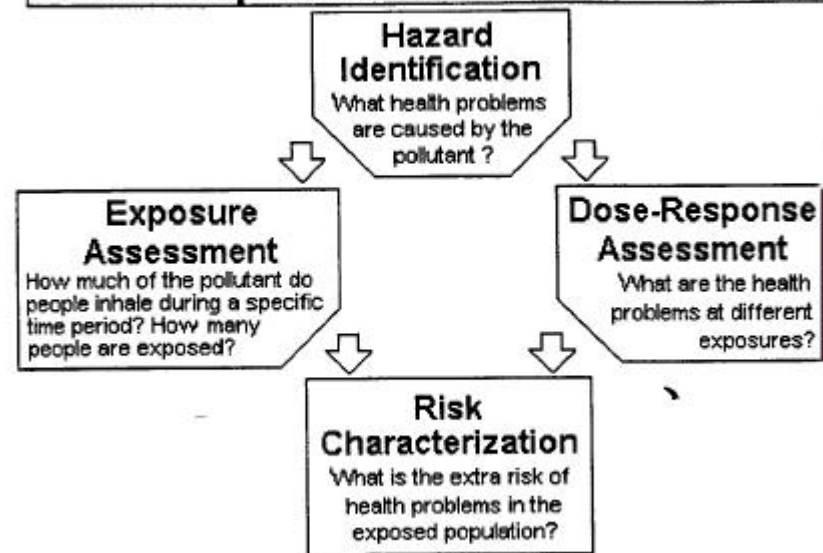 Hazard
Identification
What health problems
are caused by the
pollutant ?
Exposure
Assessment
How much of the pollutant do
people inhale during a specific
time period? How many
people are exposed?
Dose-Response
Assessment
What are the health
problems at different
exposures?
Risk
Characterization
What is the extra risk of
health problems in the
exposed population?